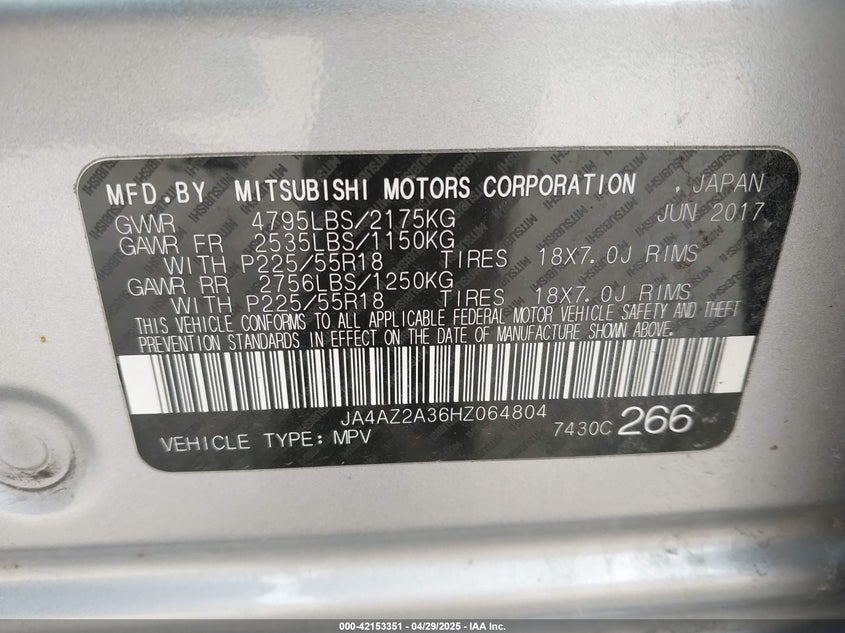 MFD.BY MITSUBISHI MOTORS CORPORATION .JAPAN
GVWR 4795LBS/2175KG JUN 2017
GAWR FR 2535LBS/1150KG
WITH P225/55R18 TIRES 18X7.0J RIMS
GAWR RR 2756LBS/1250KG
WITH P225/55R18 TIRES 18X7.0J RIMS
THIS VEHICLE CONFORMS TO ALL APPLICABLE FEDERAL MOTOR VEHICLE SAFETY AND THEFT
PREVENTION STANDARDS IN EFFECT ON THE DATE OF MANUFACTURE SHOWN ABOVE.
JA4AZ2A36HZ064804
VEHICLE TYPE: MPV 7430C 266
000-42153351 | 04/29/2025 - IAA Inc.